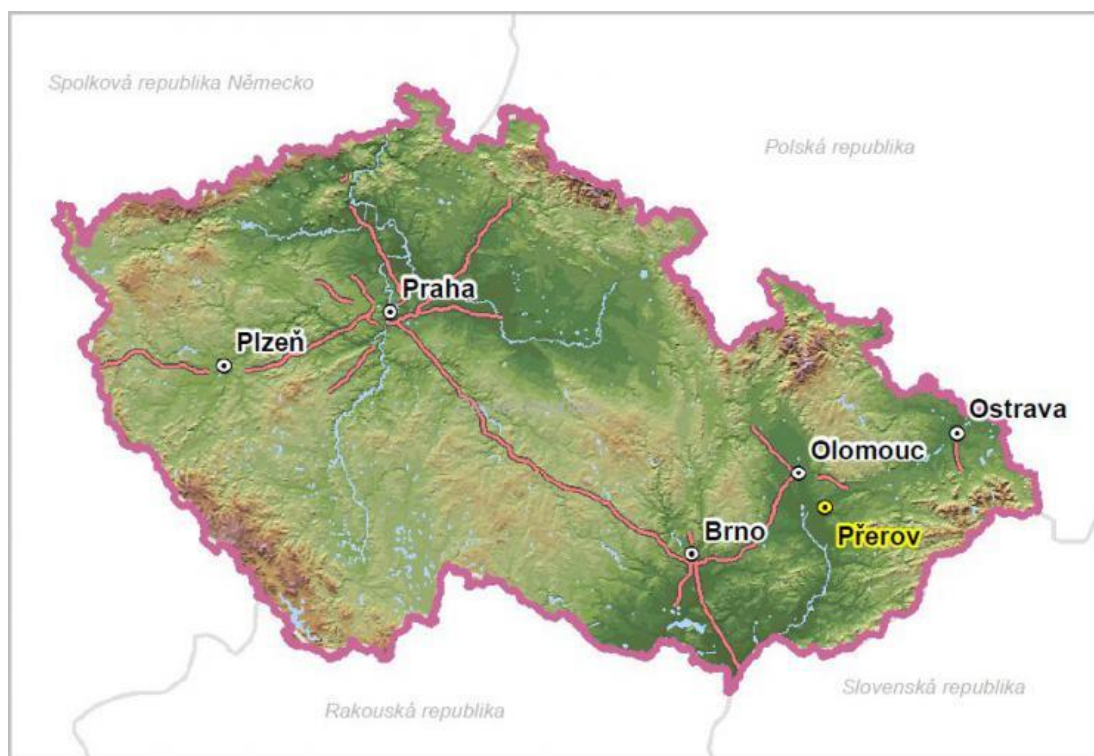 Spolková republika Německo
Polská republika
Praha
Plzeň
Ostrava
Olomouc
Přerov
Brno
Slovenská republika
Rakouská republika